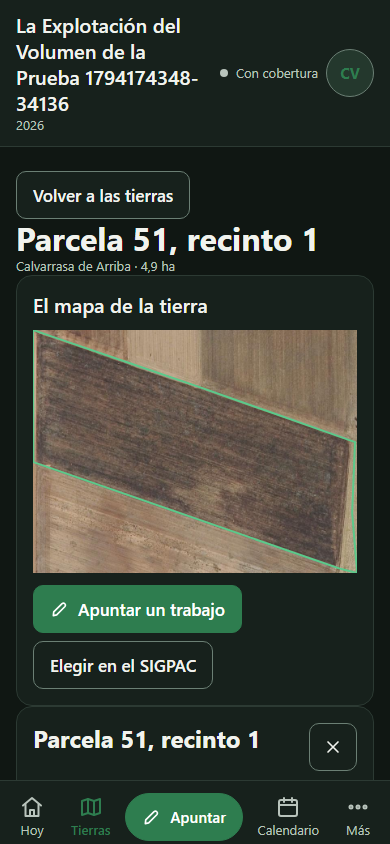 La Explotación del
Volumen de la
Prueba 1794174348-
34136
2026
Con cobertura
CV
Volver a las tierras
Parcela 51, recinto 1
Calvarrasa de Arriba · 4,9 ha
El mapa de la tierra
Apuntar un trabajo
Elegir en el SIGPAC
Parcela 51, recinto 1
Hoy
Tierras
Apuntar
Calendario
Más